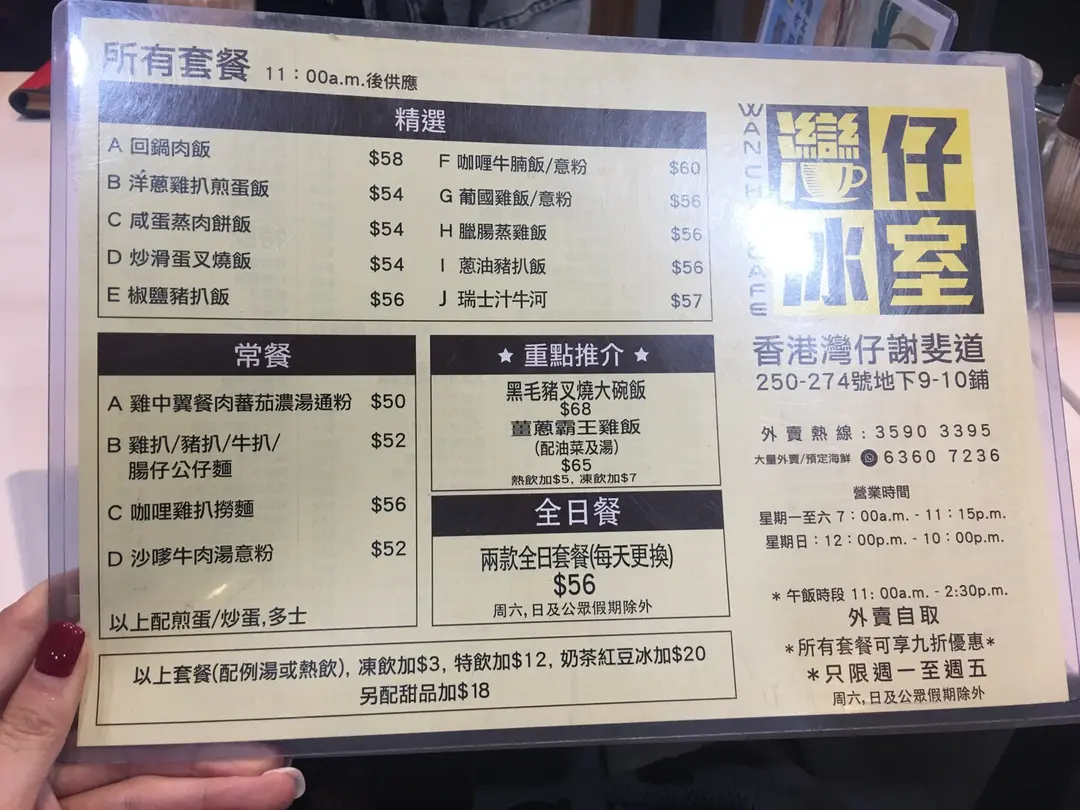 所有套餐 11：00a.m.後供應
精選
A 回鍋肉飯 $58
B 洋蔥雞扒煎蛋飯 $54
C 咸蛋蒸肉餅飯 $54
D 炒滑蛋叉燒飯 $54
E 椒鹽豬扒飯 $56
F 咖喱牛腩飯/意粉 $60
G 葡國雞飯/意粉 $56
H 臘腸蒸雞飯 $56
I 蔥油豬扒飯 $56
J 瑞士汁牛河 $57
常餐
A 雞中翼餐肉蕃茄濃湯通粉 $50
B 雞扒/豬扒/牛扒/ $52
腸仔公仔麵
C 咖哩雞扒撈麵 $56
D 沙嗲牛肉湯意粉 $52
以上配煎蛋/炒蛋,多士
★ 重點推介 ★
黑毛豬叉燒大碗飯
$68
薑蔥霸王雞飯
(配油菜及湯)
$65
熱飲加$5, 凍飲加$7
全日餐
兩款全日套餐(每天更換)
$56
周六,日及公眾假期除外
以上套餐(配例湯或熱飲), 凍飲加$3, 特飲加$12, 奶茶紅豆冰加$20
另配甜品加$18
WAN CHAI CAFE
灣仔
冰室
香港灣仔謝斐道
250-274號地下9-10鋪
外賣熱線：3590 3395
大量外賣/預定海鮮 6360 7236
營業時間
星期一至六 7：00a.m. - 11：15p.m.
星期日：12：00p.m. - 10：00p.m.
* 午飯時段 11：00a.m. - 2:30p.m.
外賣自取
*所有套餐可享九折優惠*
*只限週一至週五
周六,日及公眾假期除外